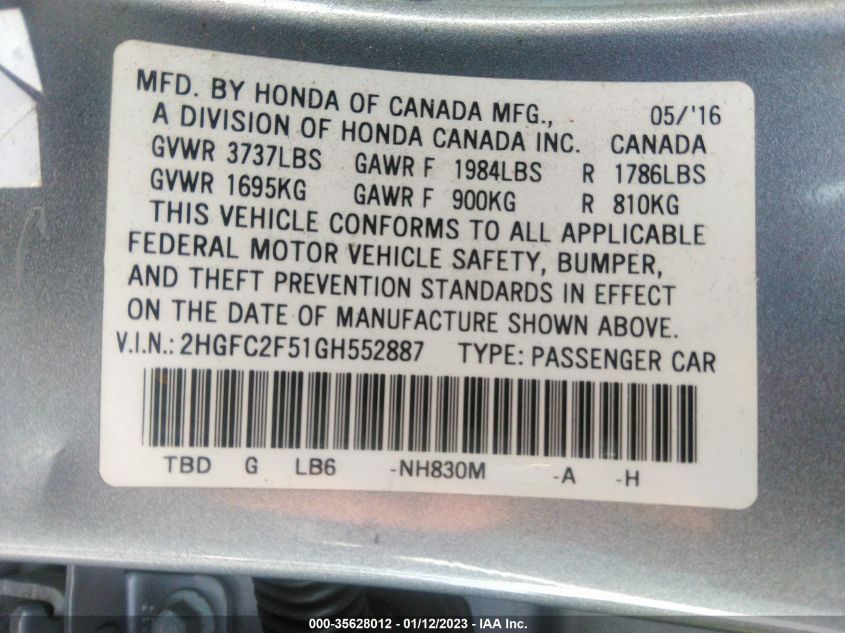 MFD. BY HONDA OF CANADA MFG., 05/'16
A DIVISION OF HONDA CANADA INC. CANADA
GVWR 3737LBS GAWR F 1984LBS R 1786LBS
GVWR 1695KG GAWR F 900KG R 810KG
THIS VEHICLE CONFORMS TO ALL APPLICABLE
FEDERAL MOTOR VEHICLE SAFETY, BUMPER,
AND THEFT PREVENTION STANDARDS IN EFFECT
ON THE DATE OF MANUFACTURE SHOWN ABOVE.
V.I.N.: 2HGFC2F51GH552887 TYPE: PASSENGER CAR
TBD G LB6 -NH830M -A -H
000-35628012 - 01/12/2023 - IAA Inc.